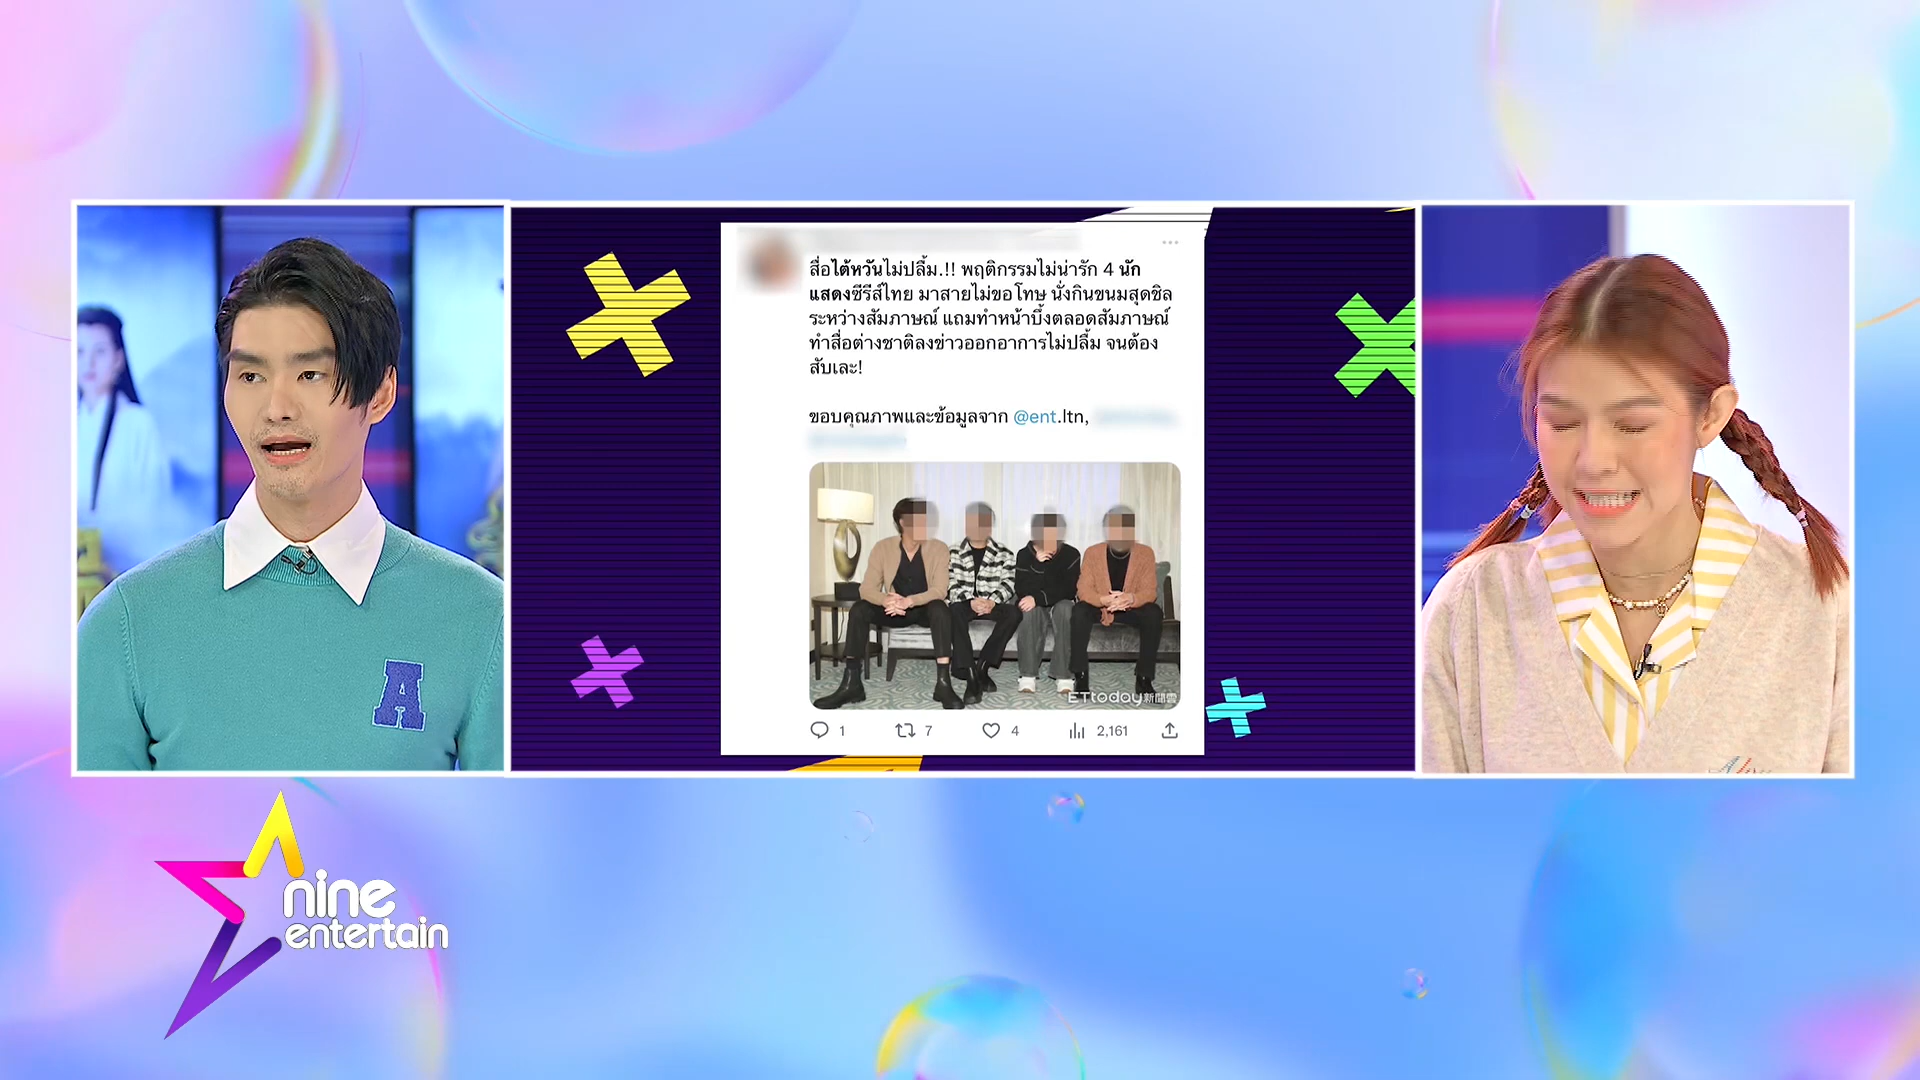 สื่อไต้หวันไม่ปลื้ม.!! พฤติกรรมไม่น่ารัก 4 นัก
แสดงซีรีส์ไทย มาสายไม่ขอโทษ นั่งกินขนมสุดชิล
ระหว่างสัมภาษณ์ แถมทำหน้าบึ้งตลอดสัมภาษณ์
ทำสื่อต่างชาติลงข่าวออกอาการไม่ปลื้ม จนต้อง
สับเละ!
ขอบคุณภาพและข้อมูลจาก @ent.ltn,
ETtoday新聞雲
1 7 4 2,161
A
nine
entertain